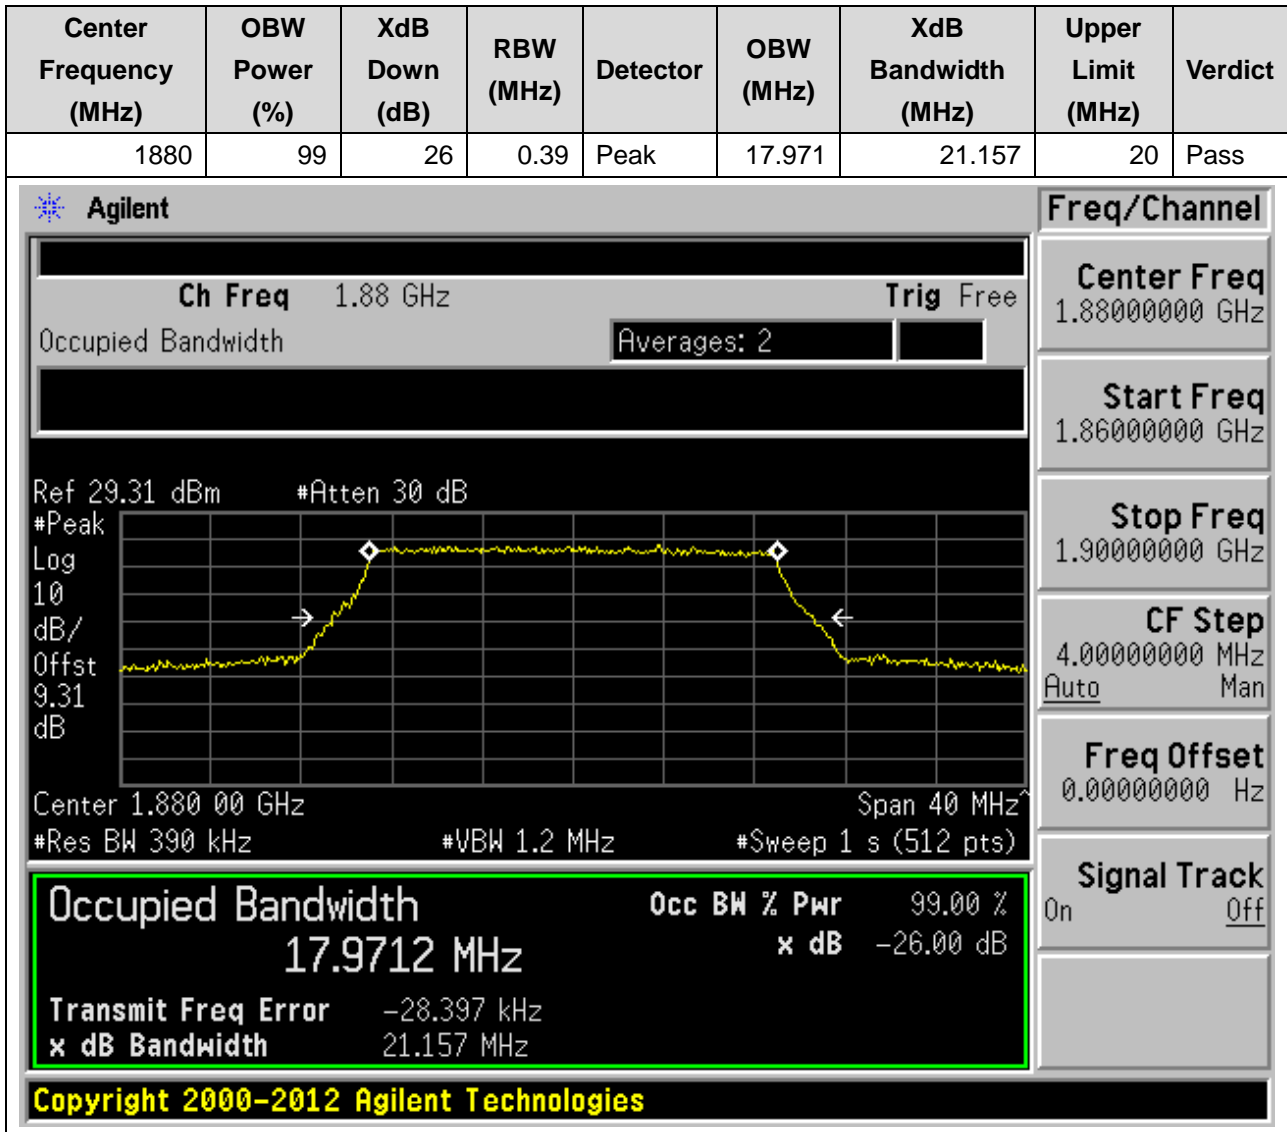 Center Frequency (MHz) OBW Power (%) XdB Down (dB) RBW (MHz) Detector OBW (MHz) XdB Bandwidth (MHz) Upper Limit (MHz) Verdict
1880 99 26 0.39 Peak 17.971 21.157 20 Pass
Agilent
Freq/Channel
Ch Freq 1.88 GHz Trig Free
Occupied Bandwidth Averages: 2
Center Freq
1.88000000 GHz
Start Freq
1.86000000 GHz
Stop Freq
1.90000000 GHz
CF Step
4.00000000 MHz
Auto Man
Freq Offset
0.00000000 Hz
Signal Track
On Off
Ref 29.31 dBm #Atten 30 dB
#Peak
Log
10
dB/
Offst
9.31
dB
Center 1.880 00 GHz Span 40 MHz^
#Res BW 390 kHz #VBW 1.2 MHz #Sweep 1 s (512 pts)
Occupied Bandwidth Occ BW % Pwr 99.00 %
17.9712 MHz x dB -26.00 dB
Transmit Freq Error -28.397 kHz
x dB Bandwidth 21.157 MHz
Copyright 2000-2012 Agilent Technologies